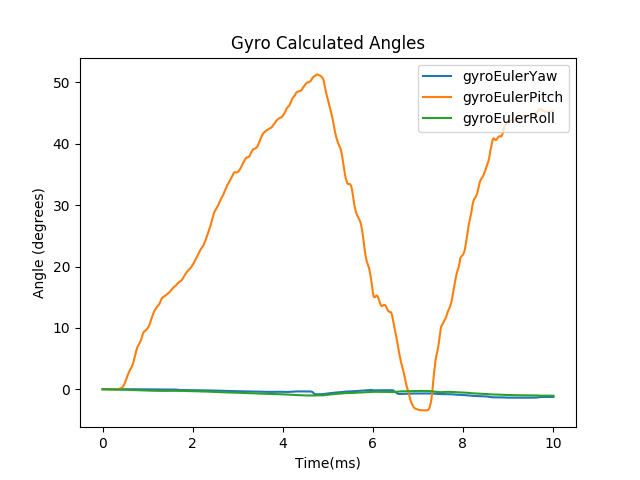 Gyro Calculated Angles
gyroEulerYaw
gyroEulerPitch
gyroEulerRoll
Angle (degrees)
50
40
30
20
10
0
0 2 4 6 8 10
Time(ms)